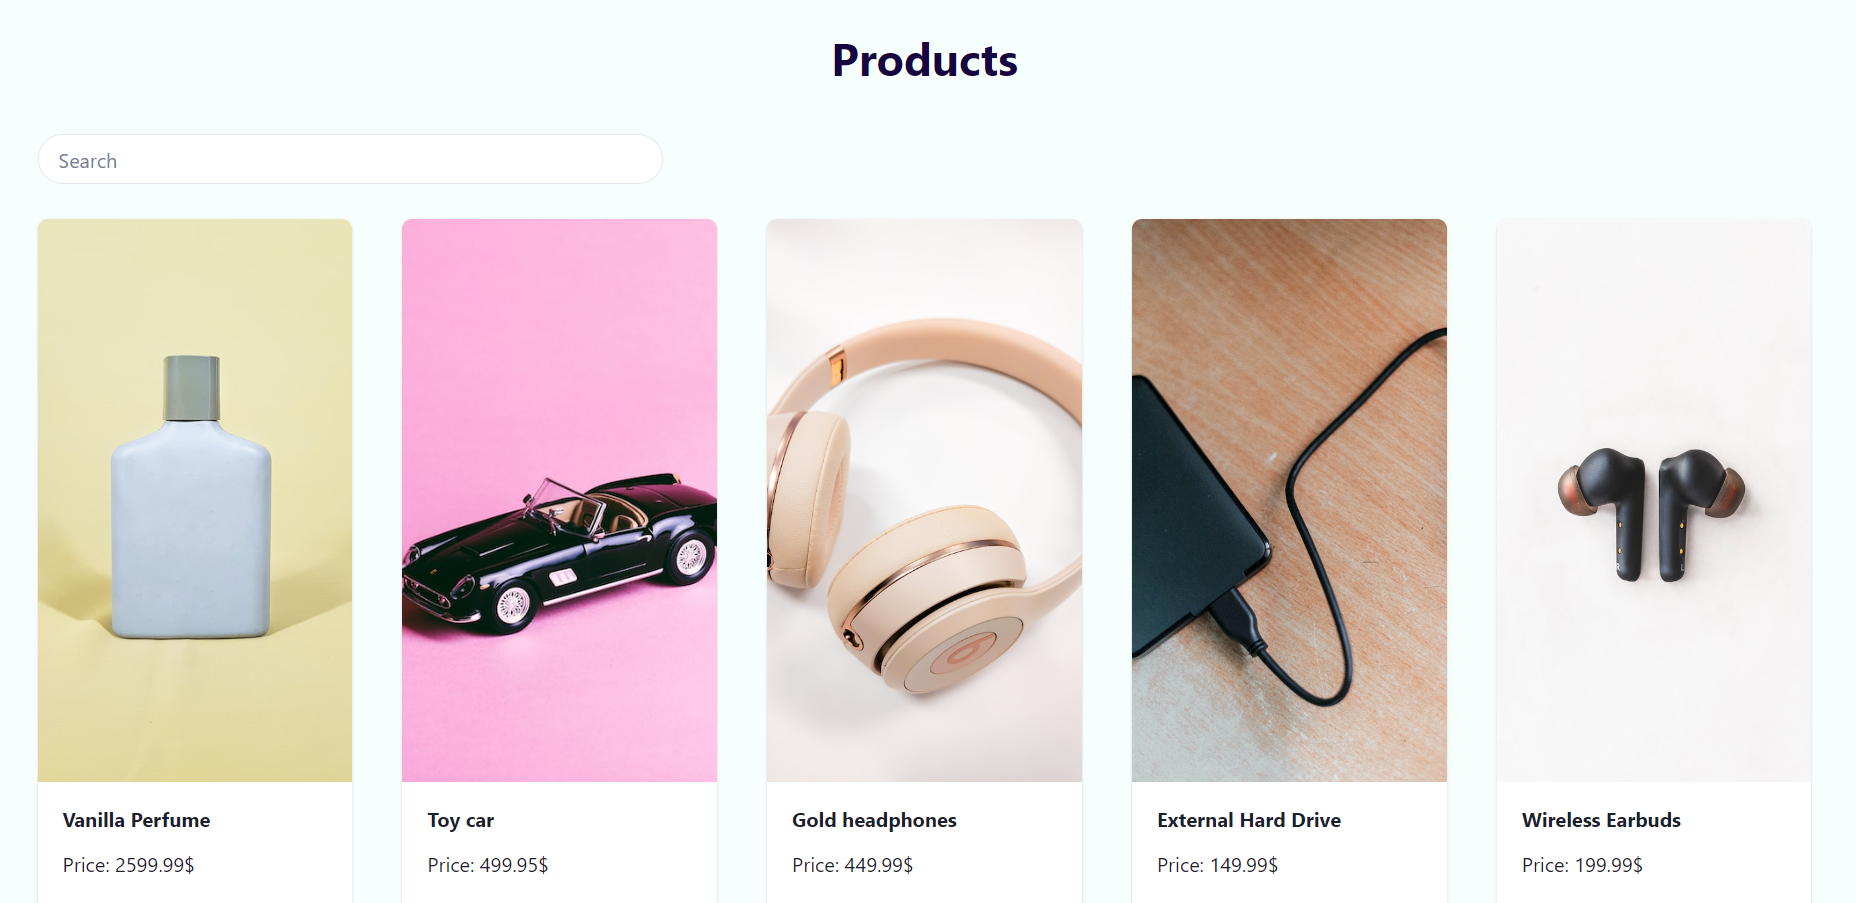 Products
Search
Vanilla Perfume
Price: 2599.99$
Toy car
Price: 499.95$
Gold headphones
Price: 449.99$
External Hard Drive
Price: 149.99$
Wireless Earbuds
Price: 199.99$
R
L